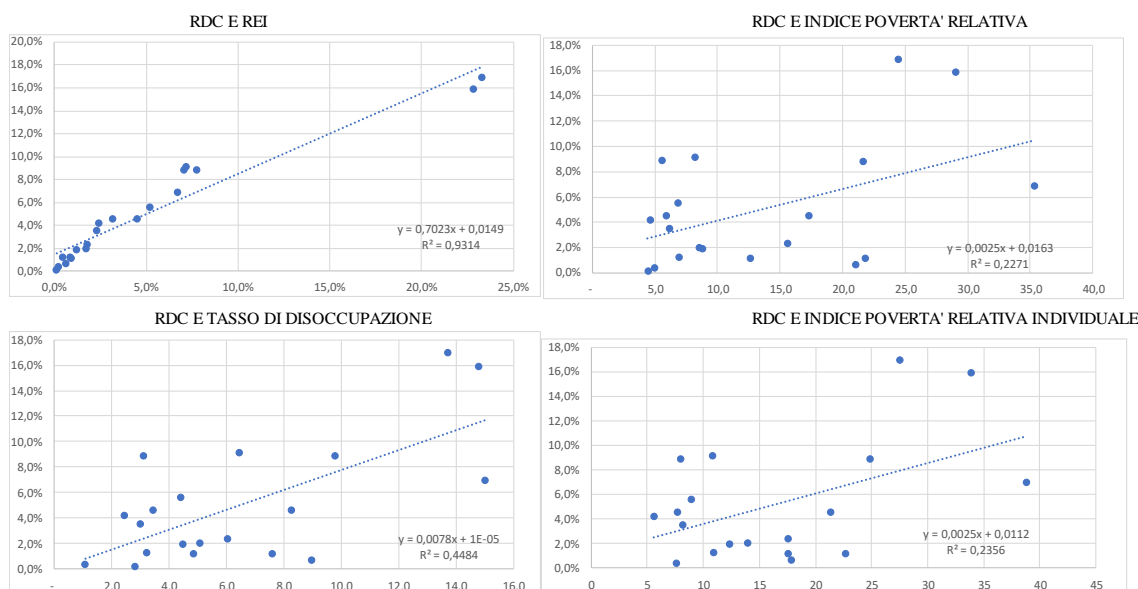 RDC E REI
20,0%
18,0%
16,0%
14,0%
12,0%
10,0%
8,0%
6,0%
4,0%
2,0%
0,0%
y = 0,7023x + 0,0149
R² = 0,9314
0,0% 5,0% 10,0% 15,0% 20,0% 25,0%
RDC E INDICE POVERTA' RELATIVA
18,0%
16,0%
14,0%
12,0%
10,0%
8,0%
6,0%
4,0%
2,0%
0,0%
y = 0,0025x + 0,0163
R² = 0,2271
- 5,0 10,0 15,0 20,0 25,0 30,0 35,0 40,0
RDC E TASSO DI DISOCCUPAZIONE
18,0%
16,0%
14,0%
12,0%
10,0%
8,0%
6,0%
4,0%
2,0%
0,0%
y = 0,0078x + 1E-05
R² = 0,4484
- 2,0 4,0 6,0 8,0 10,0 12,0 14,0 16,0
RDC E INDICE POVERTA' RELATIVA INDIVIDUALE
18,0%
16,0%
14,0%
12,0%
10,0%
8,0%
6,0%
4,0%
2,0%
0,0%
y = 0,0025x + 0,0112
R² = 0,2356
0 5 10 15 20 25 30 35 40 45